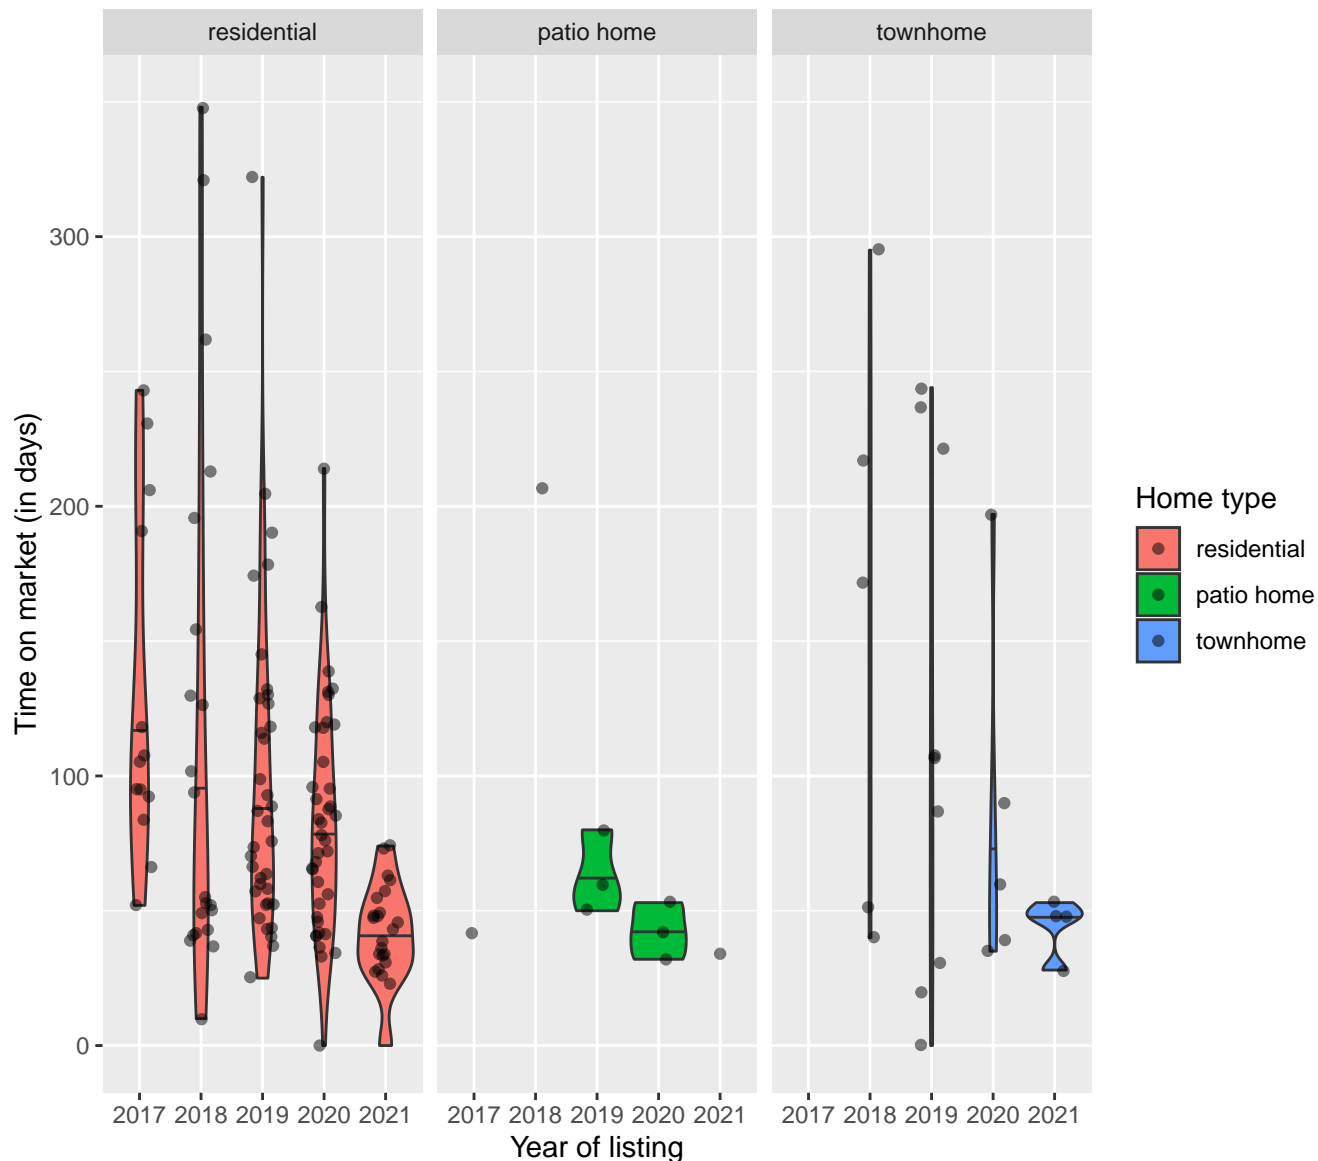 residential patio home townhome
300
200
100
0
Time on market (in days)
2017 2018 2019 2020 2021 2017 2018 2019 2020 2021 2017 2018 2019 2020 2021
Year of listing
Home type
residential
patio home
townhome